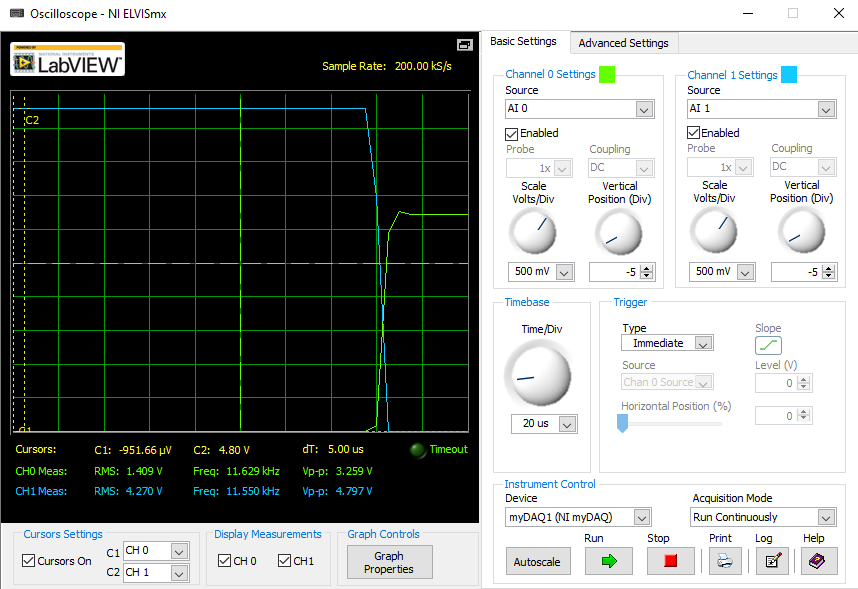 Oscilloscope - NI ELVISmx
POWERED BY
NATIONAL INSTRUMENTS
LabVIEW™
Sample Rate: 200.00 kS/s
C2
C1
Cursors: C1: -951.66 µV C2: 4.80 V dT: 5.00 us Timeout
CH0 Meas: RMS: 1.409 V Freq: 11.629 kHz Vp-p: 3.259 V
CH1 Meas: RMS: 4.270 V Freq: 11.550 kHz Vp-p: 4.797 V
Cursors Settings
Cursors On
C1 CH 0
C2 CH 1
Display Measurements
CH 0 CH1
Graph Controls
Graph
Properties
Basic Settings Advanced Settings
Channel 0 Settings
Source
AI 0
Enabled
Probe Coupling
1x DC
Scale Vertical
Volts/Div Position (Div)
500 mV -5
Channel 1 Settings
Source
AI 1
Enabled
Probe Coupling
1x DC
Scale Vertical
Volts/Div Position (Div)
500 mV -5
Timebase
Time/Div
20 us
Trigger
Type Slope
Immediate
Source Level (V)
Chan 0 Source 0
Horizontal Position (%)
0
Instrument Control
Device Acquisition Mode
myDAQ1 (NI myDAQ) Run Continuously
Run Stop Print Log Help
Autoscale